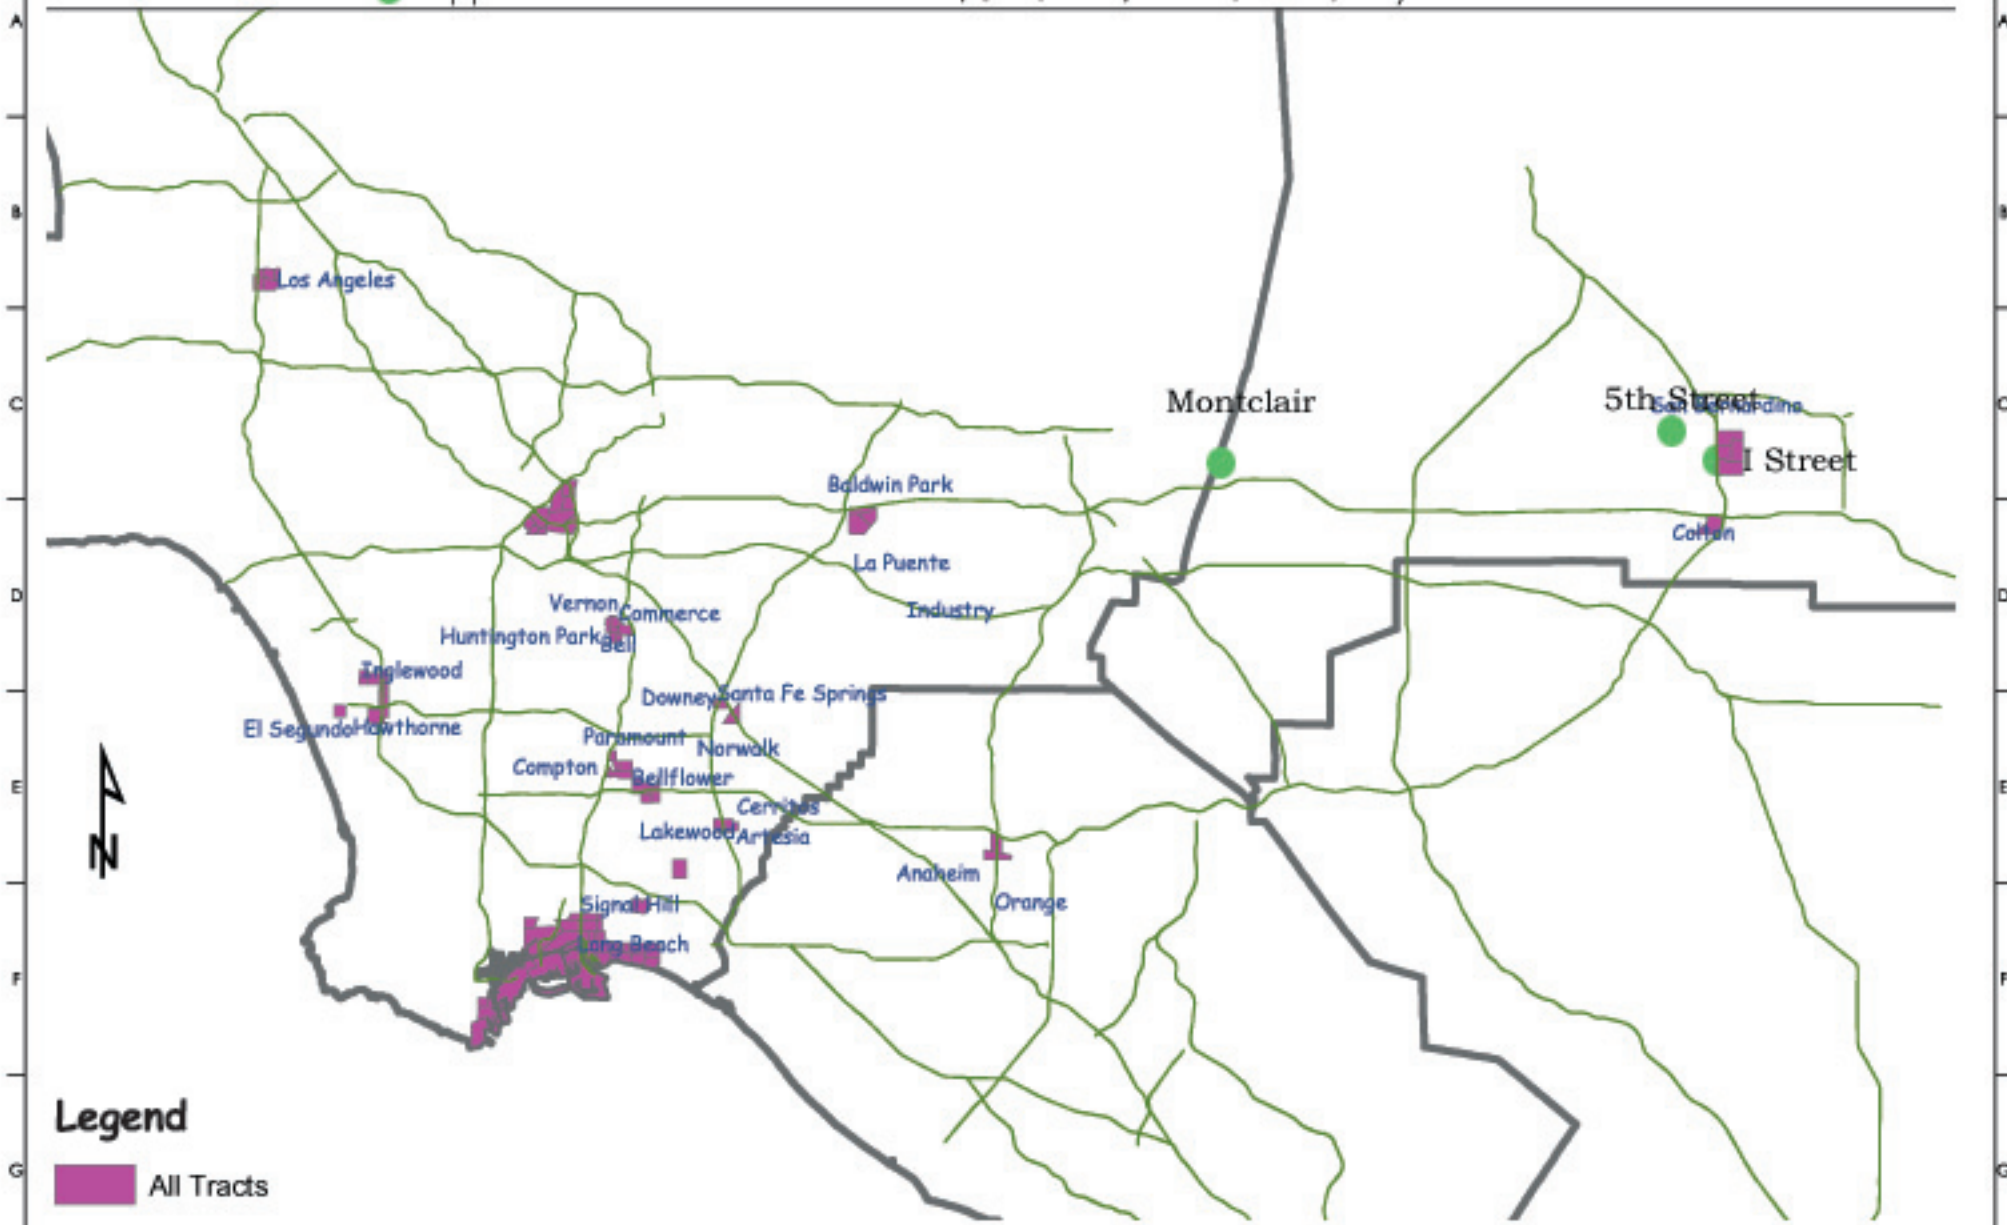 A A
B B
Los Angeles
Montclair
5th Street
San Bernardino
C C
I Street
Baldwin Park
Colton
La Puente
D D
Vernon
Commerce
Industry
Huntington Park
Bell
Inglewood
Downey
Santa Fe Springs
El Segundo
Hawthorne
Paramount
Norwalk
Compton
Bellflower
E E
Cerritos
Lakewood
Artesia
Anaheim
N
Signal Hill
Orange
Long Beach
F F
Legend
G G
All Tracts